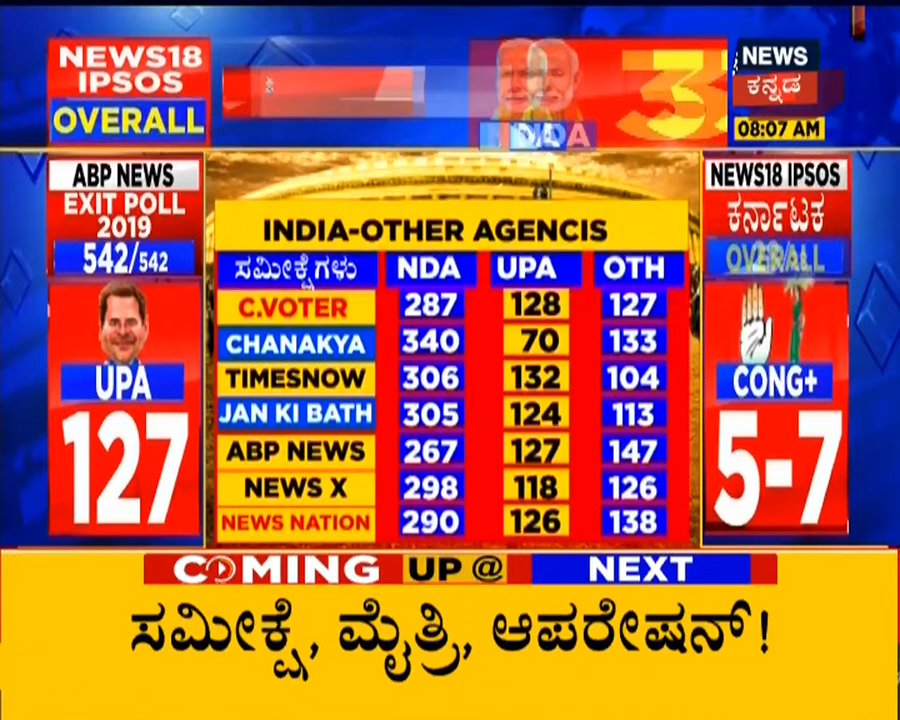 NEWS18
IPSOS
OVERALL
NDA
3
NEWS
ಕನ್ನಡ
08:07 AM
ABP NEWS
EXIT POLL
2019
542/542
UPA
127
INDIA-OTHER AGENCIS
ಸಮೀಕ್ಷೆಗಳು NDA UPA OTH
C.VOTER 287 128 127
CHANAKYA 340 70 133
TIMESNOW 306 132 104
JAN KI BATH 305 124 113
ABP NEWS 267 127 147
NEWS X 298 118 126
NEWS NATION 290 126 138
NEWS18 IPSOS
ಕರ್ನಾಟಕ
OVERALL
CONG+
5-7
COMING UP @ NEXT
ಸಮೀಕ್ಷೆ, ಮೈತ್ರಿ, ಆಪರೇಷನ್!